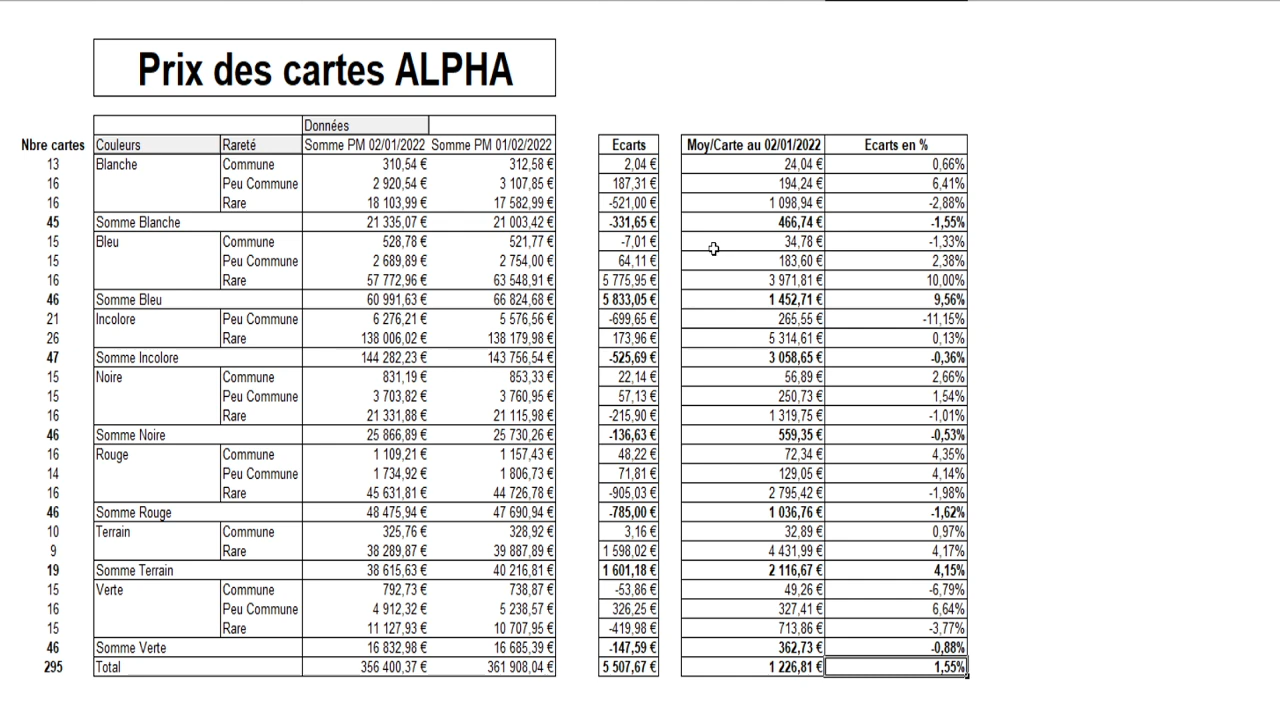 Prix des cartes ALPHA
Données
Nbre cartes Couleurs Rareté Somme PM 02/01/2022 Somme PM 01/02/2022 Ecarts Moy/Carte au 02/01/2022 Ecarts en %
13 Blanche Commune 310,54 € 312,58 € 2,04 € 24,04 € 0,66%
16 Peu Commune 2 920,54 € 3 107,85 € 187,31 € 194,24 € 6,41%
16 Rare 18 103,99 € 17 582,99 € -521,00 € 1 098,94 € -2,88%
45 Somme Blanche 21 335,07 € 21 003,42 € -331,65 € 466,74 € -1,55%
15 Bleu Commune 528,78 € 521,77 € -7,01 € 34,78 € -1,33%
15 Peu Commune 2 689,89 € 2 754,00 € 64,11 € 183,60 € 2,38%
16 Rare 57 772,96 € 63 548,91 € 5 775,95 € 3 971,81 € 10,00%
46 Somme Bleu 60 991,63 € 66 824,68 € 5 833,05 € 1 452,71 € 9,56%
21 Incolore Peu Commune 6 276,21 € 5 576,56 € -699,65 € 265,55 € -11,15%
26 Rare 138 006,02 € 138 179,98 € 173,96 € 5 314,61 € 0,13%
47 Somme Incolore 144 282,23 € 143 756,54 € -525,69 € 3 058,65 € -0,36%
15 Noire Commune 831,19 € 853,33 € 22,14 € 56,89 € 2,66%
15 Peu Commune 3 703,82 € 3 760,95 € 57,13 € 250,73 € 1,54%
16 Rare 21 331,88 € 21 115,98 € -215,90 € 1 319,75 € -1,01%
46 Somme Noire 25 866,89 € 25 730,26 € -136,63 € 559,35 € -0,53%
16 Rouge Commune 1 109,21 € 1 157,43 € 48,22 € 72,34 € 4,35%
14 Peu Commune 1 734,92 € 1 806,73 € 71,81 € 129,05 € 4,14%
16 Rare 45 631,81 € 44 726,78 € -905,03 € 2 795,42 € -1,98%
46 Somme Rouge 48 475,94 € 47 690,94 € -785,00 € 1 036,76 € -1,62%
10 Terrain Commune 325,76 € 328,92 € 3,16 € 32,89 € 0,97%
9 Rare 38 289,87 € 39 887,89 € 1 598,02 € 4 431,99 € 4,17%
19 Somme Terrain 38 615,63 € 40 216,81 € 1 601,18 € 2 116,67 € 4,15%
15 Verte Commune 792,73 € 738,87 € -53,86 € 49,26 € -6,79%
16 Peu Commune 4 912,32 € 5 238,57 € 326,25 € 327,41 € 6,64%
15 Rare 11 127,93 € 10 707,95 € -419,98 € 713,86 € -3,77%
46 Somme Verte 16 832,98 € 16 685,39 € -147,59 € 362,73 € -0,88%
295 Total 356 400,37 € 361 908,04 € 5 507,67 € 1 226,81 € 1,55%